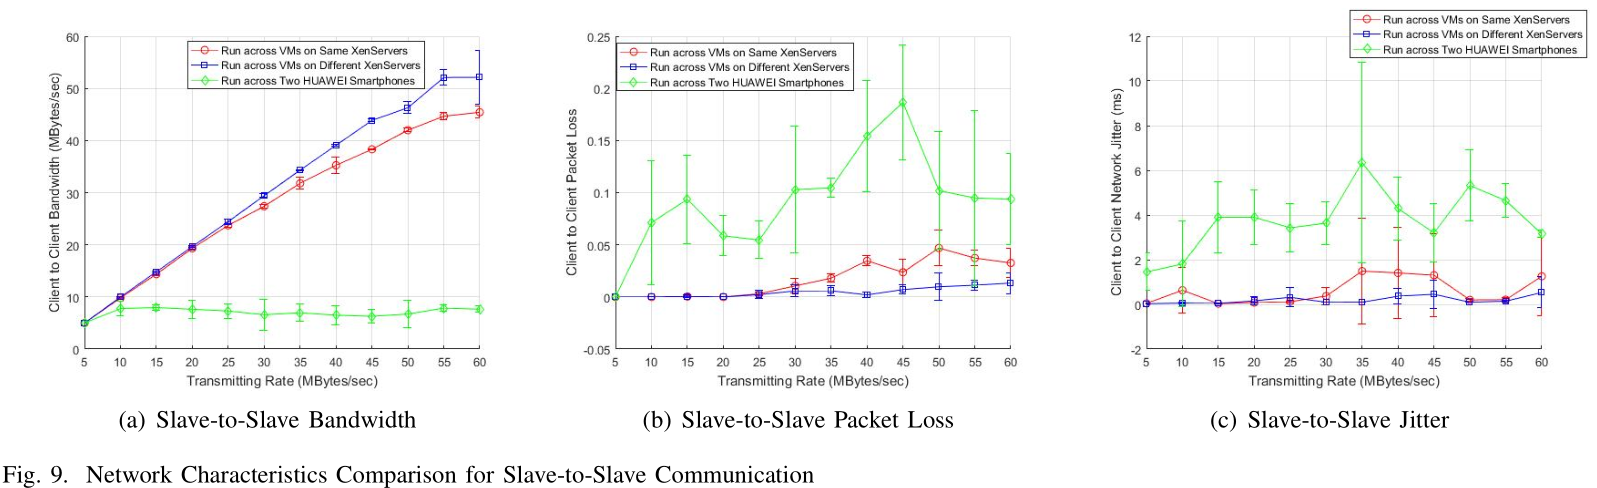 Run across VMs on Same XenServers
Run across VMs on Different XenServers
Run across Two HUAWEI Smartphones
Client to Client Bandwidth (MBytes/sec)
60
50
40
30
20
10
0
5 10 15 20 25 30 35 40 45 50 55 60
Transmitting Rate (MBytes/sec)
(a) Slave-to-Slave Bandwidth
Run across VMs on Same XenServers
Run across VMs on Different XenServers
Run across Two HUAWEI Smartphones
Client to Client Packet Loss
0.25
0.2
0.15
0.1
0.05
0
-0.05
5 10 15 20 25 30 35 40 45 50 55 60
Transmitting Rate (MBytes/sec)
(b) Slave-to-Slave Packet Loss
Run across VMs on Same XenServers
Run across VMs on Different XenServers
Run across Two HUAWEI Smartphones
Client to Client Network Jitter (ms)
12
10
8
6
4
2
0
-2
5 10 15 20 25 30 35 40 45 50 55 60
Transmitting Rate (MBytes/sec)
(c) Slave-to-Slave Jitter
Fig. 9. Network Characteristics Comparison for Slave-to-Slave Communication